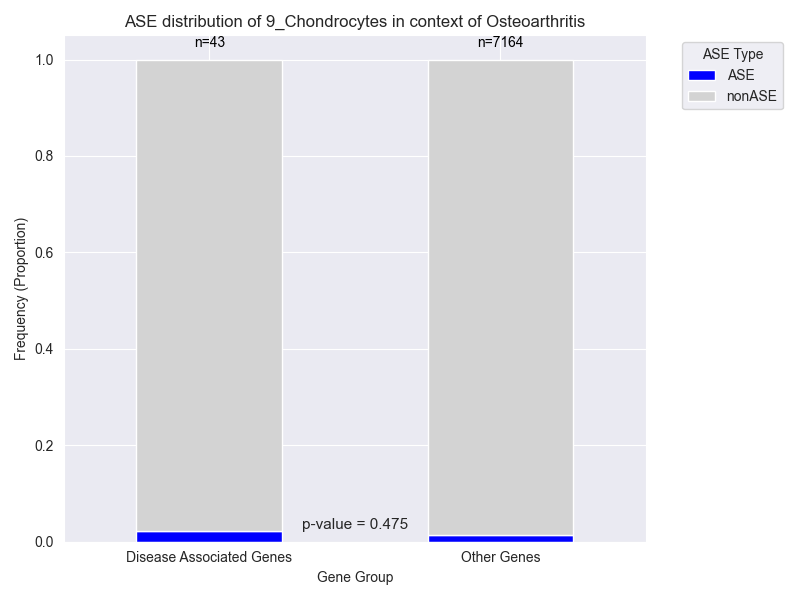 ASE distribution of 9_Chondrocytes in context of Osteoarthritis
n=43
n=7164
ASE Type
ASE
nonASE
1.0
0.8
0.6
0.4
0.2
0.0
Frequency (Proportion)
p-value = 0.475
Disease Associated Genes
Other Genes
Gene Group